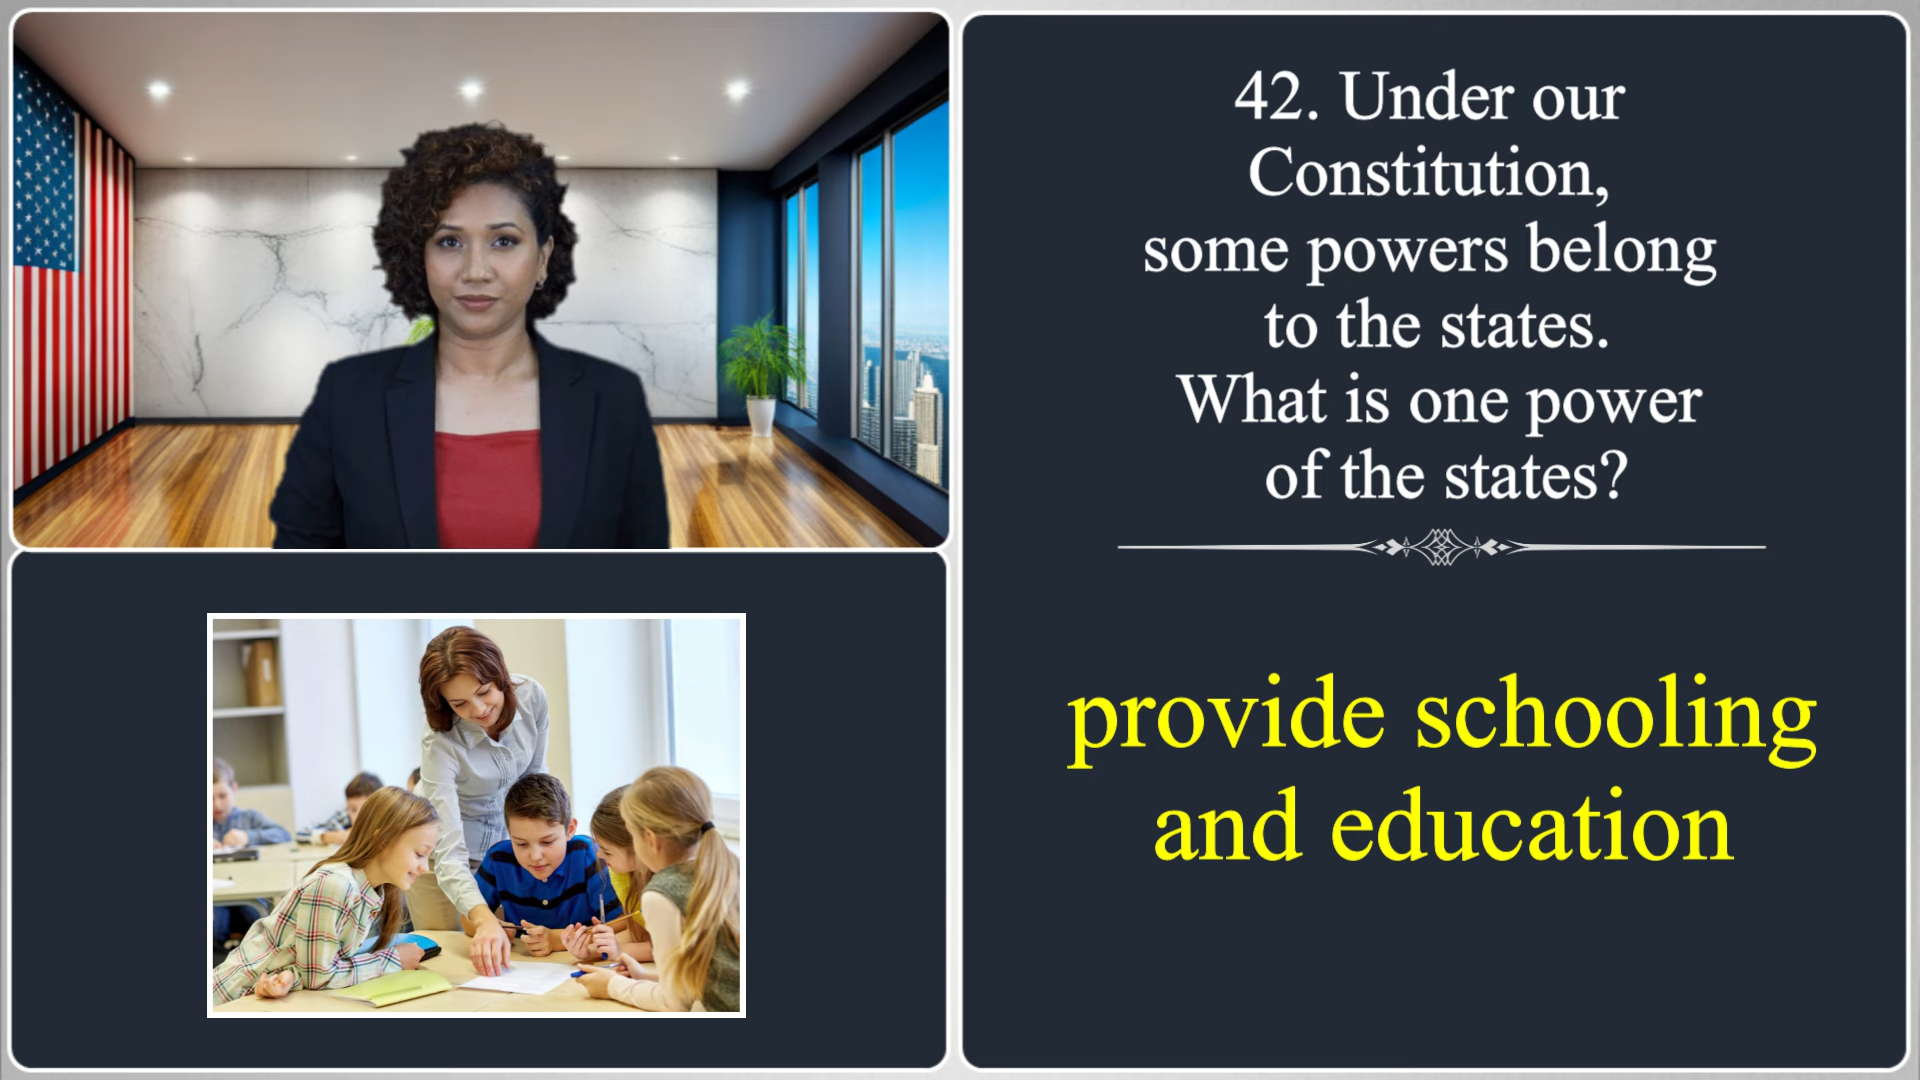 42. Under our
Constitution,
some powers belong
to the states.
What is one power
of the states?
provide schooling
and education